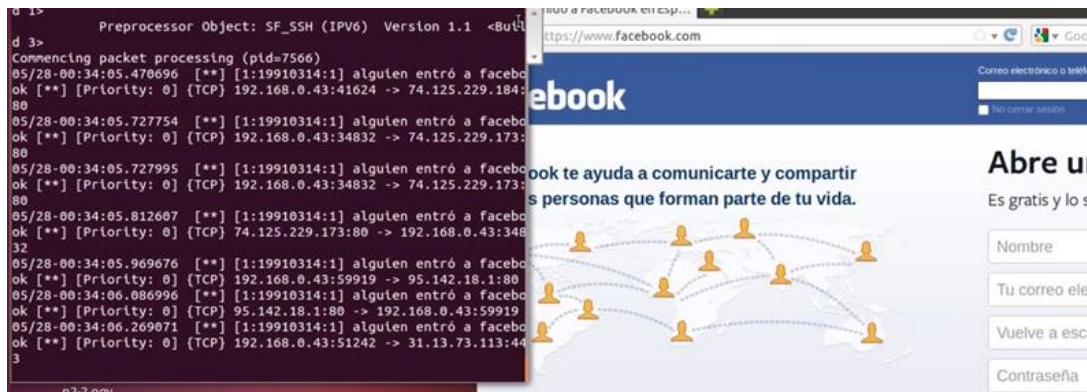 d 1>
Preprocessor Object: SF_SSH (IPV6) Version 1.1 <Buil
d 3>
Commencing packet processing (pid=7566)
05/28-00:34:05.470696 [**] [1:19910314:1] alguien entró a facebo
ok [**] [Priority: 0] {TCP} 192.168.0.43:41624 -> 74.125.229.184:
80
05/28-00:34:05.727754 [**] [1:19910314:1] alguien entró a facebo
ok [**] [Priority: 0] {TCP} 192.168.0.43:34832 -> 74.125.229.173:
80
05/28-00:34:05.727995 [**] [1:19910314:1] alguien entró a facebo
ok [**] [Priority: 0] {TCP} 192.168.0.43:34832 -> 74.125.229.173:
80
05/28-00:34:05.812607 [**] [1:19910314:1] alguien entró a facebo
ok [**] [Priority: 0] {TCP} 74.125.229.173:80 -> 192.168.0.43:348
32
05/28-00:34:05.969676 [**] [1:19910314:1] alguien entró a facebo
ok [**] [Priority: 0] {TCP} 192.168.0.43:59919 -> 95.142.18.1:80
05/28-00:34:06.086996 [**] [1:19910314:1] alguien entró a facebo
ok [**] [Priority: 0] {TCP} 95.142.18.1:80 -> 192.168.0.43:59919
05/28-00:34:06.269071 [**] [1:19910314:1] alguien entró a facebo
ok [**] [Priority: 0] {TCP} 192.168.0.43:51242 -> 31.13.73.113:44
3
nido a Facebook en Esp...
ttps://www.facebook.com
Goo
Correo electrónico o teléf
No cerrar sesión
ebook
ook te ayuda a comunicarte y compartir
s personas que forman parte de tu vida.
Abre un
Es gratis y lo s
Nombre
Tu correo ele
Vuelve a escr
Contraseña